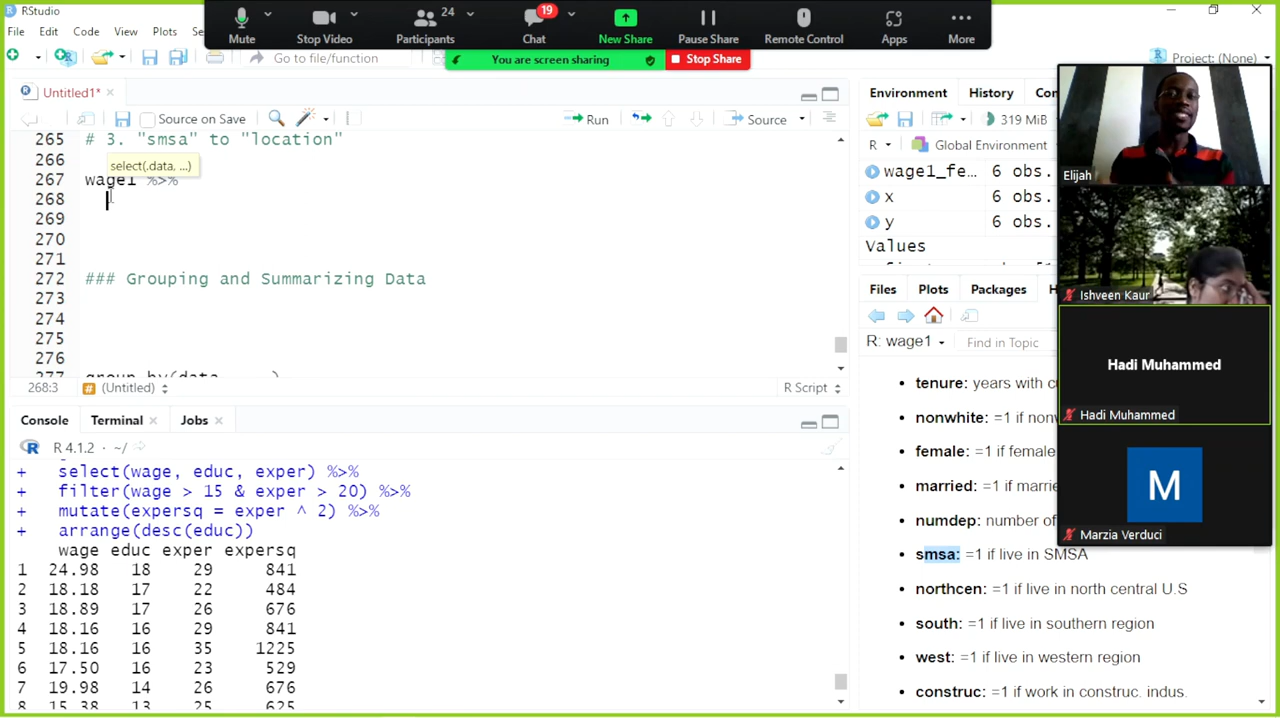 RStudio
File Edit Code View Plots
Mute
Stop Video
24
Participants
19
Chat
New Share
Pause Share
Remote Control
Apps
More
You are screen sharing
Stop Share
Go to file/function
Project: (None)
Untitled1*
Source on Save
Run
Source
265 # 3. "smsa" to "location"
266
select(.data, ...)
267 wage1 %>%
268
269
270
271
272 ### Grouping and Summarizing Data
273
274
275
276
268:3 (Untitled) R Script
Console Terminal Jobs
R 4.1.2 · ~/
+ select(wage, educ, exper) %>%
+ filter(wage > 15 & exper > 20) %>%
+ mutate(expersq = exper ^ 2) %>%
+ arrange(desc(educ))
wage educ exper expersq
1 24.98 18 29 841
2 18.18 17 22 484
3 18.89 17 26 676
4 18.16 16 29 841
5 18.16 16 35 1225
6 17.50 16 23 529
7 19.98 14 26 676
8 15.38 13 25 625
Environment History
319 MiB
R Global Environment
wage1_fe… 6 obs.
x 6 obs.
y 6 obs.
Values
Files Plots Packages
R: wage1 Find in Topic
• tenure: years with
• nonwhite: =1 if
• female: =1 if female
• married: =1 if
• numdep: number of
• smsa: =1 if live in SMSA
• northcen: =1 if live in north central U.S
• south: =1 if live in southern region
• west: =1 if live in western region
• construc: =1 if work in construc. indus.
Elijah
Ishveen Kaur
Hadi Muhammed
Hadi Muhammed
M
Marzia Verduci